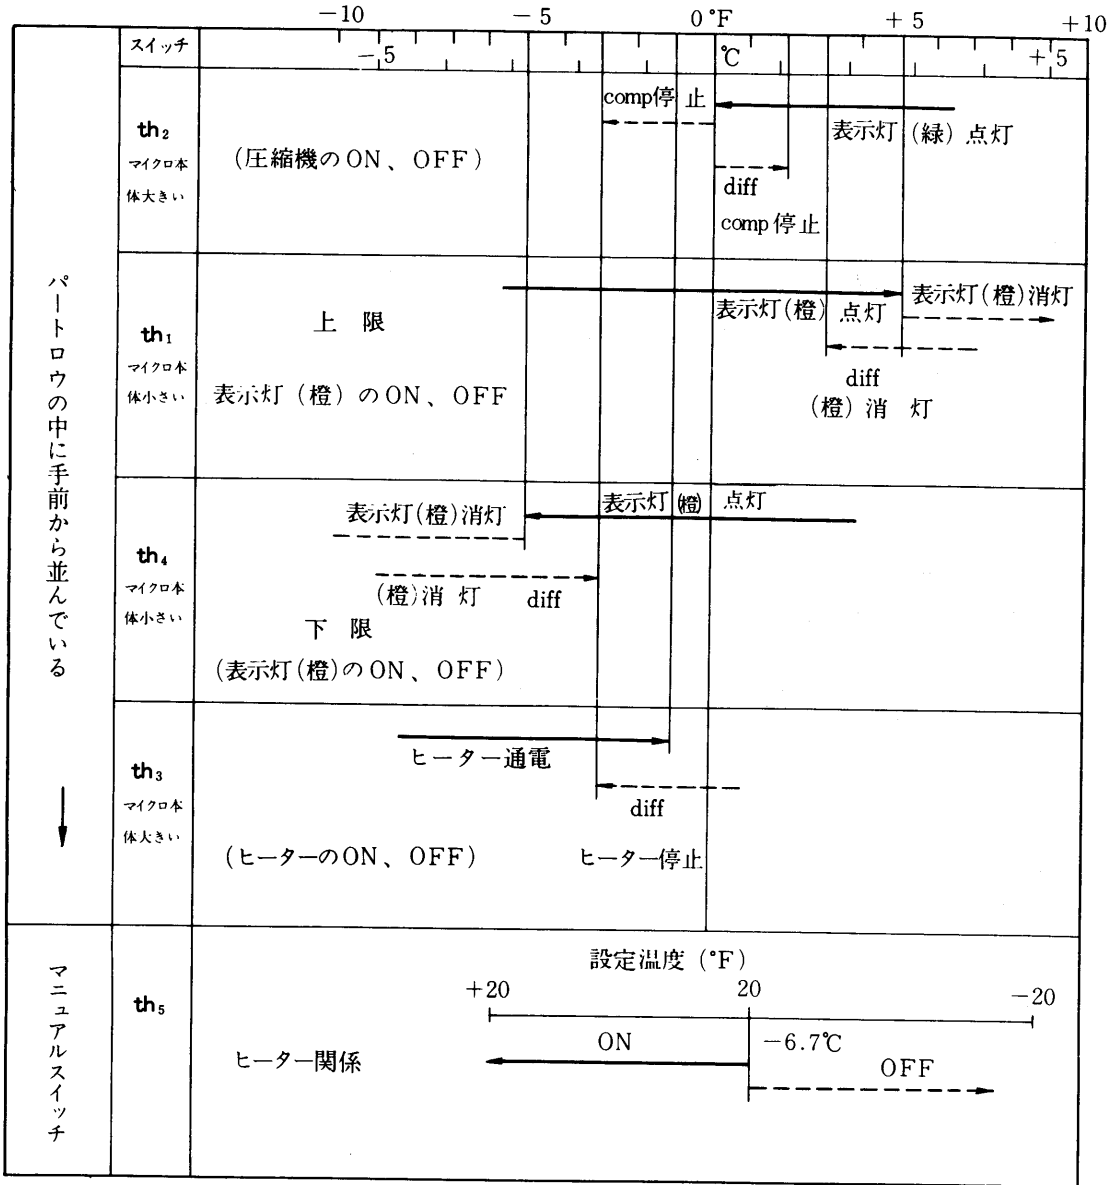 −10 −5 0 °F +5 +10
スイッチ −5 ℃ +5
パートロウの中に手前から並んでいる
th₂
マイクロ本
体大きい
(圧縮機のON、OFF)
comp停止
表示灯(緑)点灯
diff
comp停止
th₁
マイクロ本
体小さい
上 限
表示灯(橙)のON、OFF
表示灯(橙)点灯
表示灯(橙)消灯
diff
(橙)消 灯
th₄
マイクロ本
体小さい
表示灯(橙)消灯
表示灯(橙)点灯
(橙)消 灯 diff
下 限
(表示灯(橙)のON、OFF)
th₃
マイクロ本
体大きい
ヒーター通電
diff
(ヒーターのON、OFF)
ヒーター停止
マニュアルスイッチ
th₅
ヒーター関係
設定温度 (°F)
+20 20 −20
ON −6.7℃
OFF